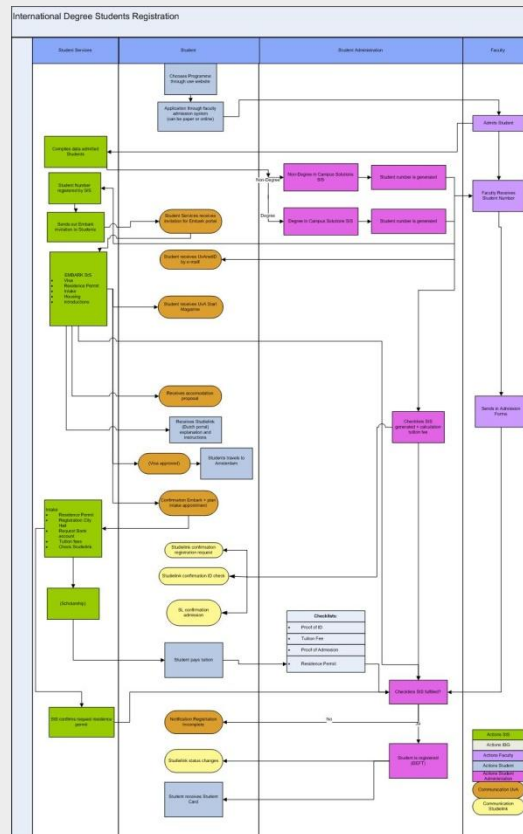 International Degree Students Registration
Student Services
Student
Student Administration
Faculty
Choose Programme
through uva website
Application through faculty
admission system
(can be paper or online)
Admin Student
Complete data admitted
Students
Non-Degree
Non-Degree in Campus Solutions
SIS
Student number is generated
Student Number
registered by SIS
Faculty Receives
Student Number
Degree
Degree in Campus Solutions SIS
Student number is generated
Sends out Embark
invitation to Students
Student Services receives
invitation for Embark portal
EMBARK SIS
Visa
Residence Permit
Intake
Housing
Introductions
Student receives UvAnetID
by e-mail
Student receives UvA Start
Magazine
Receives accomodation
proposal
Receives Studielink
(Dutch portal)
explanation and
instructions
Checkbox SIS
generated + calculation
tuition fee
Sends in Admission
Forms
(Visa approved)
Students travels to
Amsterdam
Confirmation Embark + plan
intake appointment
Intake
Residence Permit
Registration City
Hall
Request Bank
account
Tuition fees
Check Studielink
Studielink confirmation
registration request
Studielink confirmation ID check
SL confirmation
admission
(Scholarship)
Checklists:
Proof of ID
Tuition Fee
Proof of Admission
Residence Permit
Student pays tuition
Checkbox SIS fulfilled?
SIS confirms request residence
permit
Notification Registration
Incomplete
No
Student is registered
Studielink status changes
Student receives Student
Card
Actions SIS
Actions Faculty
Actions Student
Actions Student
Administration
Communication UvA
Communication
Studielink